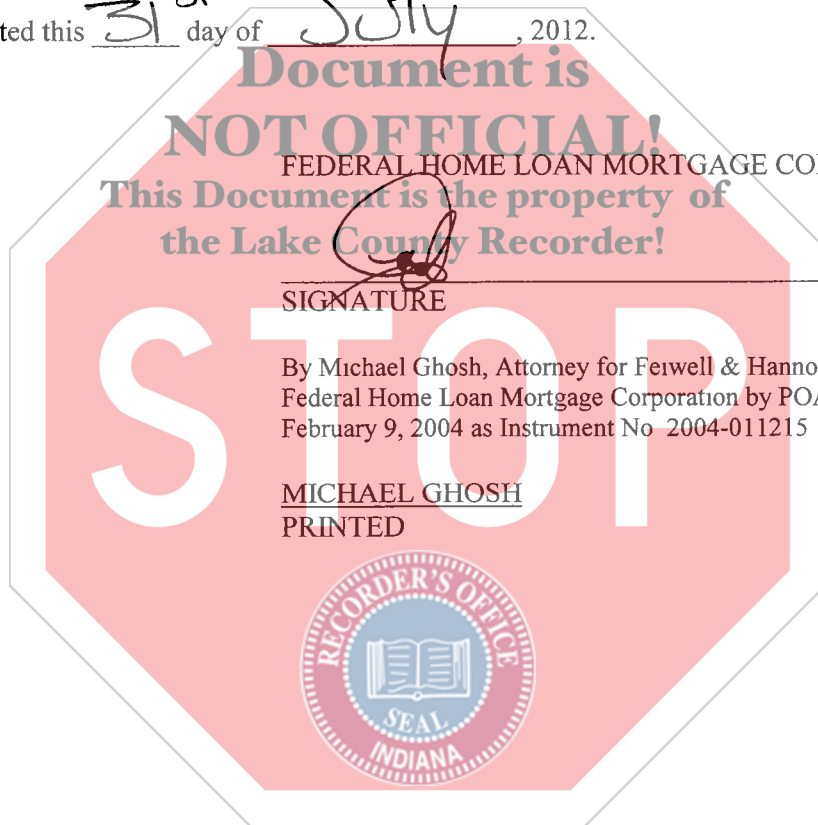 ted this 31st day of July, 2012.
Document is
NOT OFFICIAL!
FEDERAL HOME LOAN MORTGAGE CO
This Document is the property of
the Lake County Recorder!
SIGNATURE
STOP
By Michael Ghosh, Attorney for Feiwell & Hanno
Federal Home Loan Mortgage Corporation by POA
February 9, 2004 as Instrument No 2004-011215
MICHAEL GHOSH
PRINTED
RECORDER'S OFFICE
SEAL
INDIANA